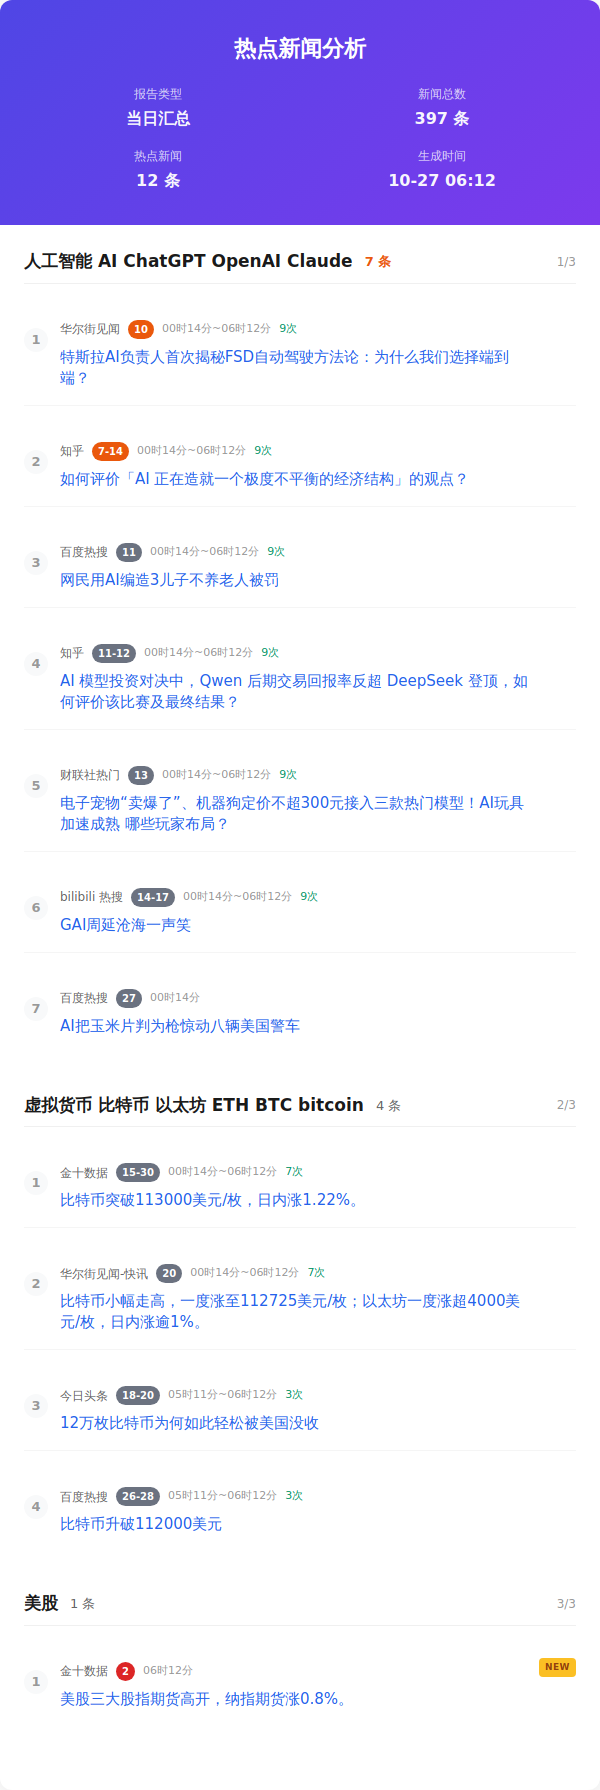 热点新闻分析
报告类型
新闻总数
当日汇总
397 条
热点新闻
生成时间
12 条
10-27 06:12
人工智能 AI ChatGPT OpenAI Claude 7 条 1/3
1
华尔街见闻 10 00时14分~06时12分 9次
特斯拉AI负责人首次揭秘FSD自动驾驶方法论：为什么我们选择端到
端？
2
知乎 7-14 00时14分~06时12分 9次
如何评价「AI 正在造就一个极度不平衡的经济结构」的观点？
3
百度热搜 11 00时14分~06时12分 9次
网民用AI编造3儿子不养老人被罚
4
知乎 11-12 00时14分~06时12分 9次
AI 模型投资对决中，Qwen 后期交易回报率反超 DeepSeek 登顶，如
何评价该比赛及最终结果？
5
财联社热门 13 00时14分~06时12分 9次
电子宠物“卖爆了”、机器狗定价不超300元接入三款热门模型！AI玩具
加速成熟 哪些玩家布局？
6
bilibili 热搜 14-17 00时14分~06时12分 9次
GAI周延沧海一声笑
7
百度热搜 27 00时14分
AI把玉米片判为枪惊动八辆美国警车
虚拟货币 比特币 以太坊 ETH BTC bitcoin 4 条 2/3
1
金十数据 15-30 00时14分~06时12分 7次
比特币突破113000美元/枚，日内涨1.22%。
2
华尔街见闻-快讯 20 00时14分~06时12分 7次
比特币小幅走高，一度涨至112725美元/枚；以太坊一度涨超4000美
元/枚，日内涨逾1%。
3
今日头条 18-20 05时11分~06时12分 3次
12万枚比特币为何如此轻松被美国没收
4
百度热搜 26-28 05时11分~06时12分 3次
比特币升破112000美元
美股 1 条 3/3
1
金十数据 2 06时12分 NEW
美股三大股指期货高开，纳指期货涨0.8%。